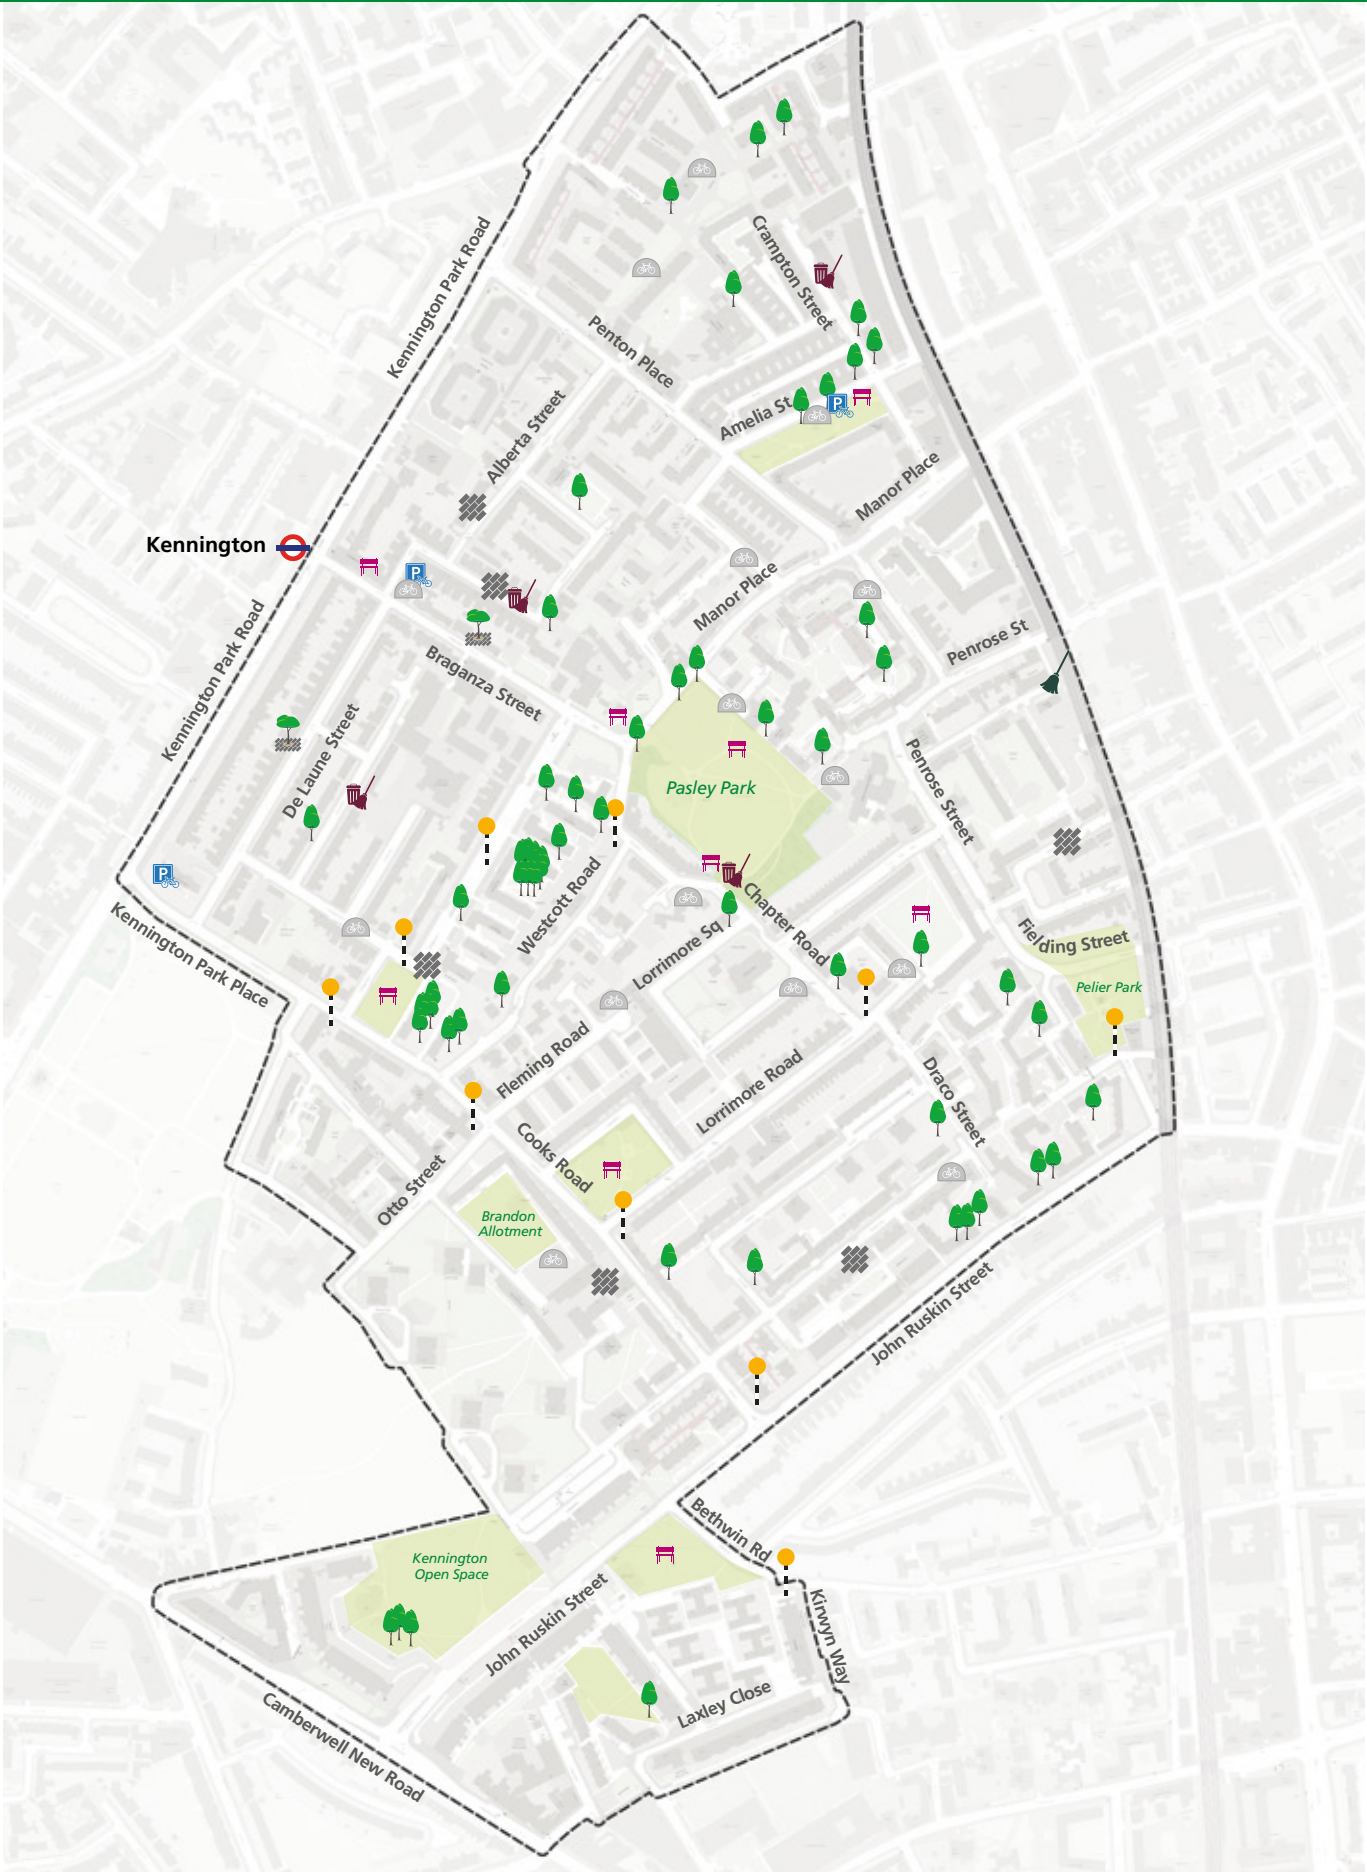 Kennington Park Road
Crampton Street
Penton Place
Alberta Street
Amelia St
Manor Place
Kennington
Manor Place
Penrose St
Kennington Park Road
Braganza Street
De Laune Street
Pasley Park
Penrose Street
Westcott Road
Chapter Road
Lorrimore Sq
Fielding Street
Kennington Park Place
Pelier Park
Fleming Road
Lorrimore Road
Draco Street
Cooks Road
Otto Street
Brandon
Allotment
John Ruskin Street
Bethwin Rd
Kennington
Open Space
John Ruskin Street
Kirwyn Way
Laxley Close
Camberwell New Road
P
P
P